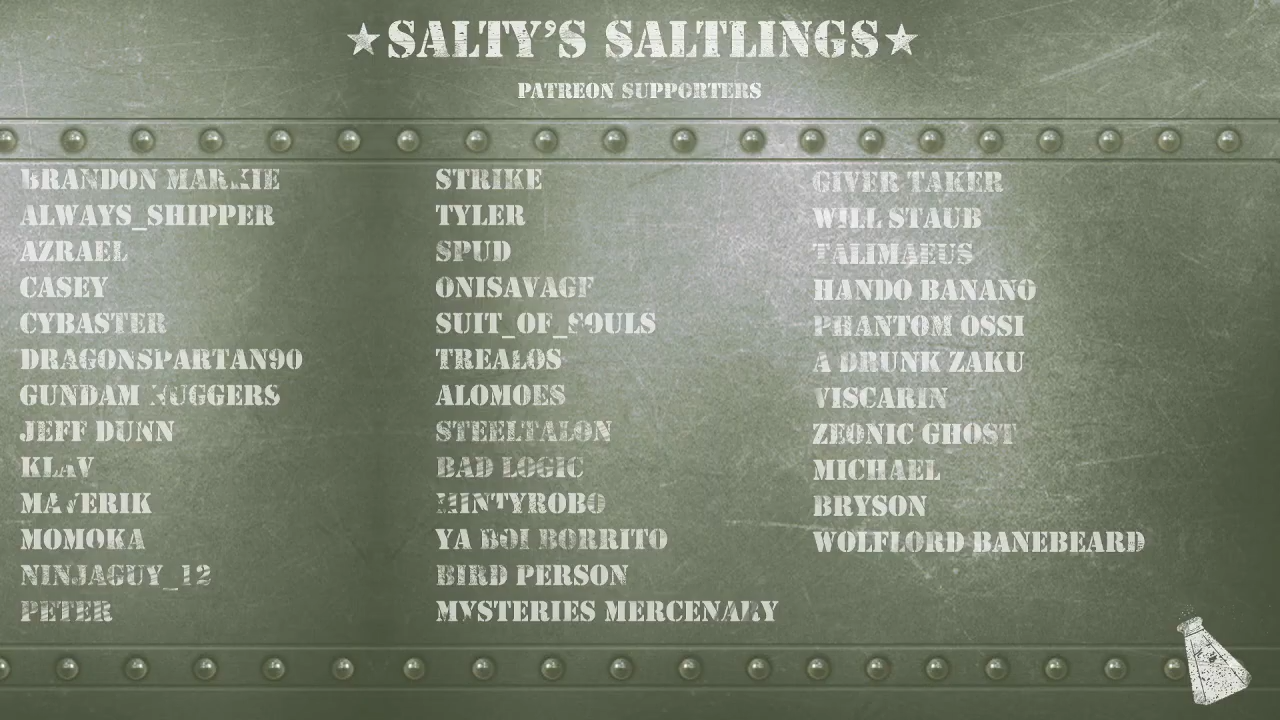 ★SALTY'S SALTLINGS★
PATREON SUPPORTERS
BRANDON MARKIE
ALWAYS_SHIPPER
AZRAEL
CASEY
CYBASTER
DRAGONSPARTAN90
GUNDAM NUGGERS
JEFF DUNN
KLAV
MAVERIK
MOMOKA
NINJAGUY_12
PETER
STRIKE
TYLER
SPUD
ONISAVAGE
SUIT_OF_SOULS
TREALOS
ALOMOES
STEELTALON
BAD LOGIC
MINTYROBO
YA BOI BORRITO
BIRD PERSON
MYSTERIES MERCENARY
GIVER TAKER
WILL STAUB
TALIMAEUS
HANDO BANANO
PHANTOM OSSI
A DRUNK ZAKU
VISCARIN
ZEONIC GHOST
MICHAEL
BRYSON
WOLFLORD BANEBEARD